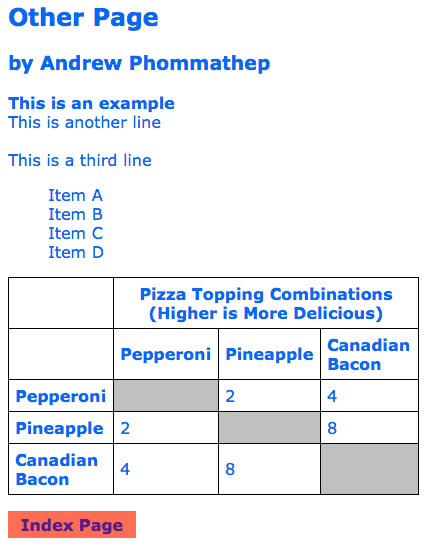 Other Page
by Andrew Phommathep
This is an example
This is another line
This is a third line
Item A
Item B
Item C
Item D
Pizza Topping Combinations
(Higher is More Delicious)
Pepperoni Pineapple Canadian
Bacon
Pepperoni 2 4
Pineapple 2 8
Canadian
Bacon 4 8
Index Page